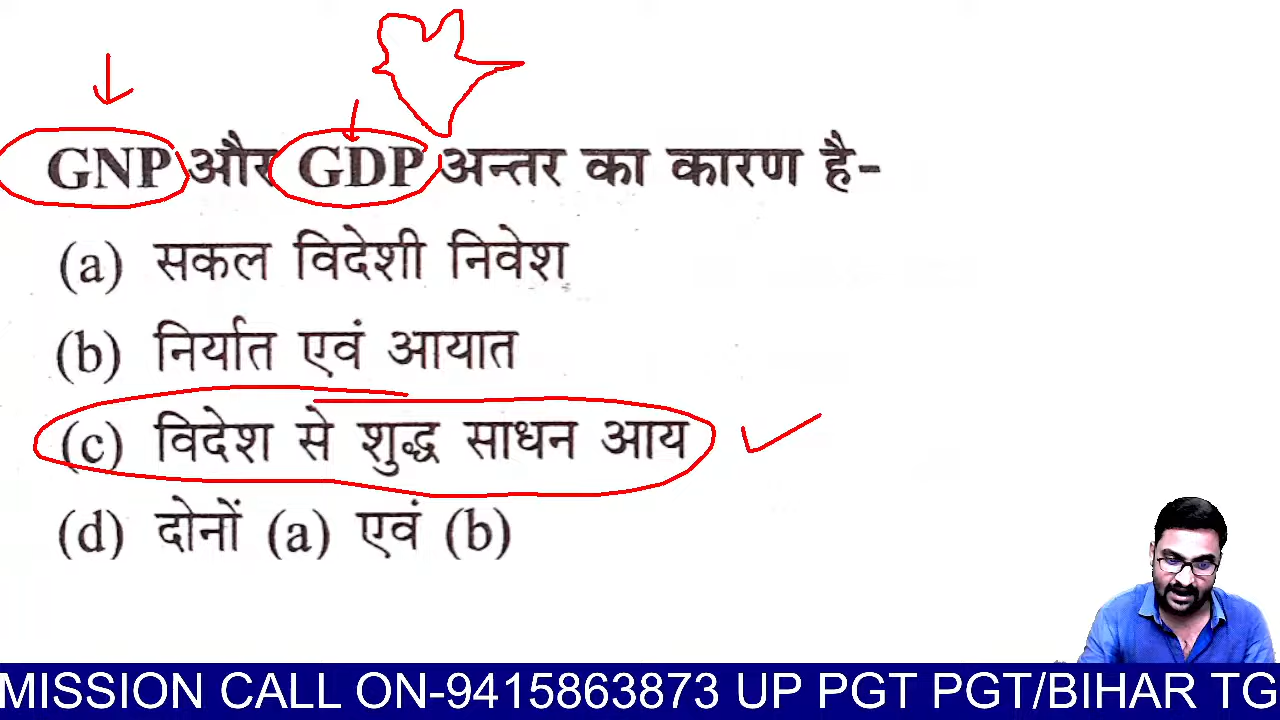 GNP और GDP अन्तर का कारण है-
(a) सकल विदेशी निवेश
(b) निर्यात एवं आयात
(c) विदेश से शुद्ध साधन आय
(d) दोनों (a) एवं (b)
MISSION CALL ON-9415863873 UP PGT PGT/BIHAR TG